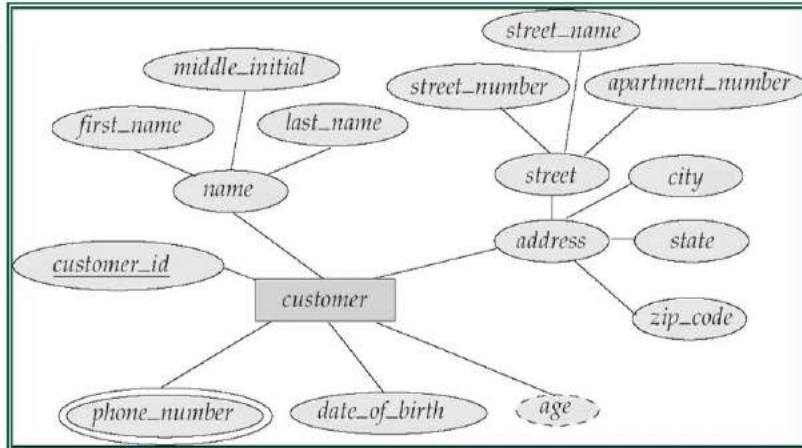 street_name
middle_initial
street_number
apartment_number
first_name
last_name
name
street
city
address
state
customer_id
customer
zip_code
phone_number
date_of_birth
age